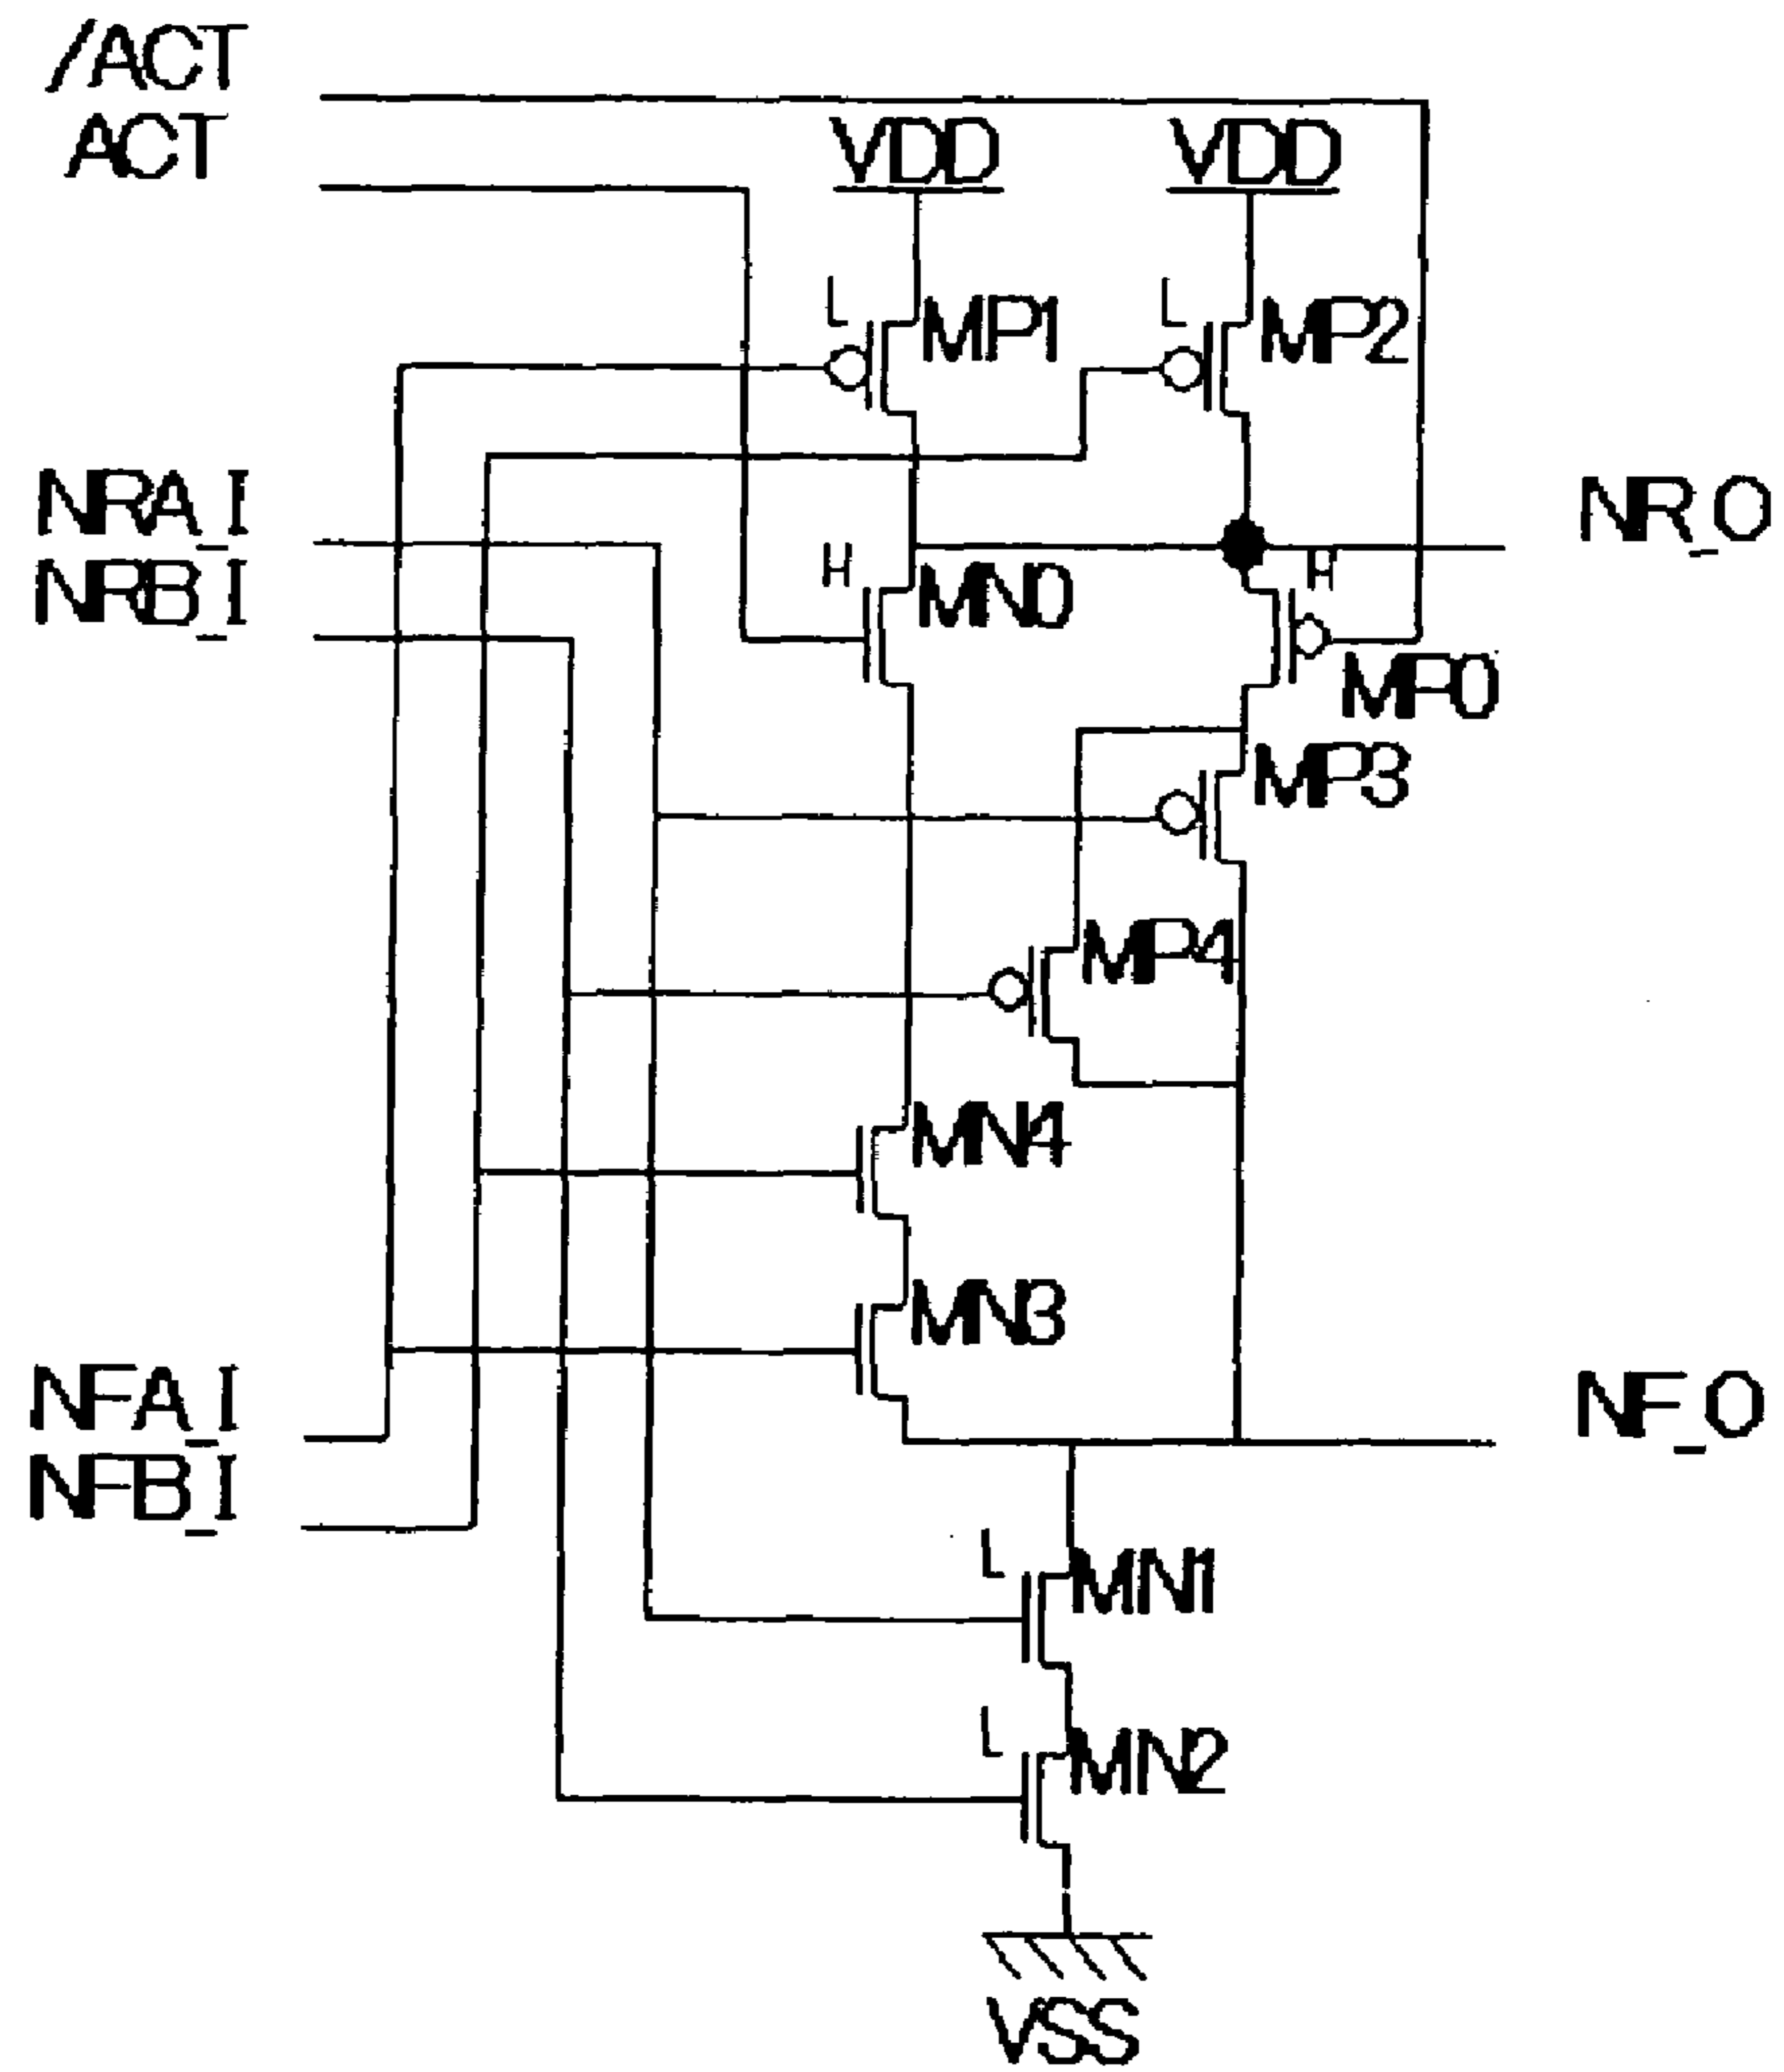 /ACT
ACT
VDD VDD
L MP1 L MP2
NRA_I NR_O
NRB_I H MND H
MP0
MP3
MP4
MN4
MN3
NFA_I NF_O
NFB_I
L MN1
L MN2
VSS